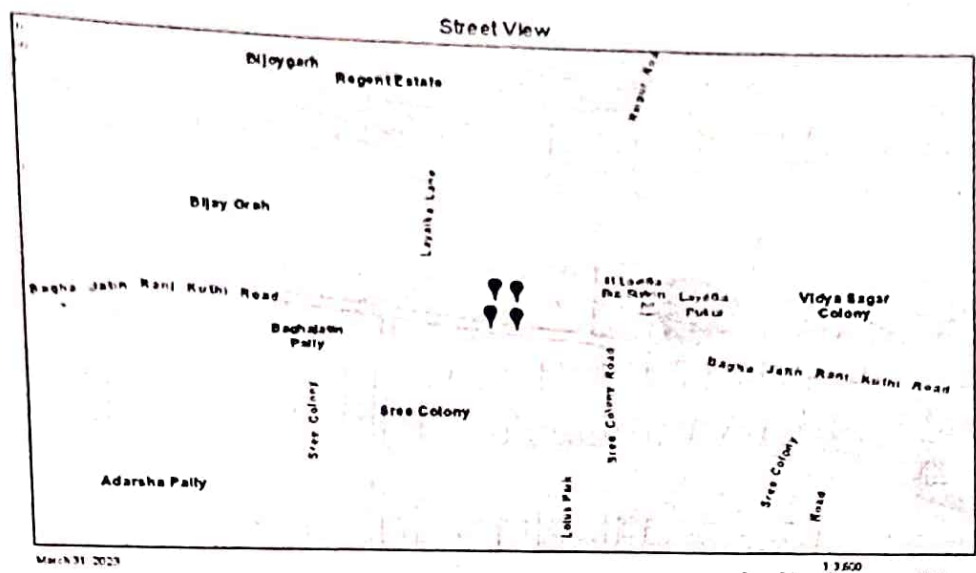 Street View
Bijoygarh
Regent Estate
Raipur Road
Layalka Lane
Bijay Grah
Bagha Jatin Rani Kuthi Road
Baghajatin
Pally
Layalka
Pukur
Vidya Sagar
Colony
Bagha Jatin Rani Kuthi Road
Sree Colony
Sree Colony
Sree Colony Road
Sree Colony
Road
Adarsha Pally
Lotus Park
March 31, 2023
1:3,600